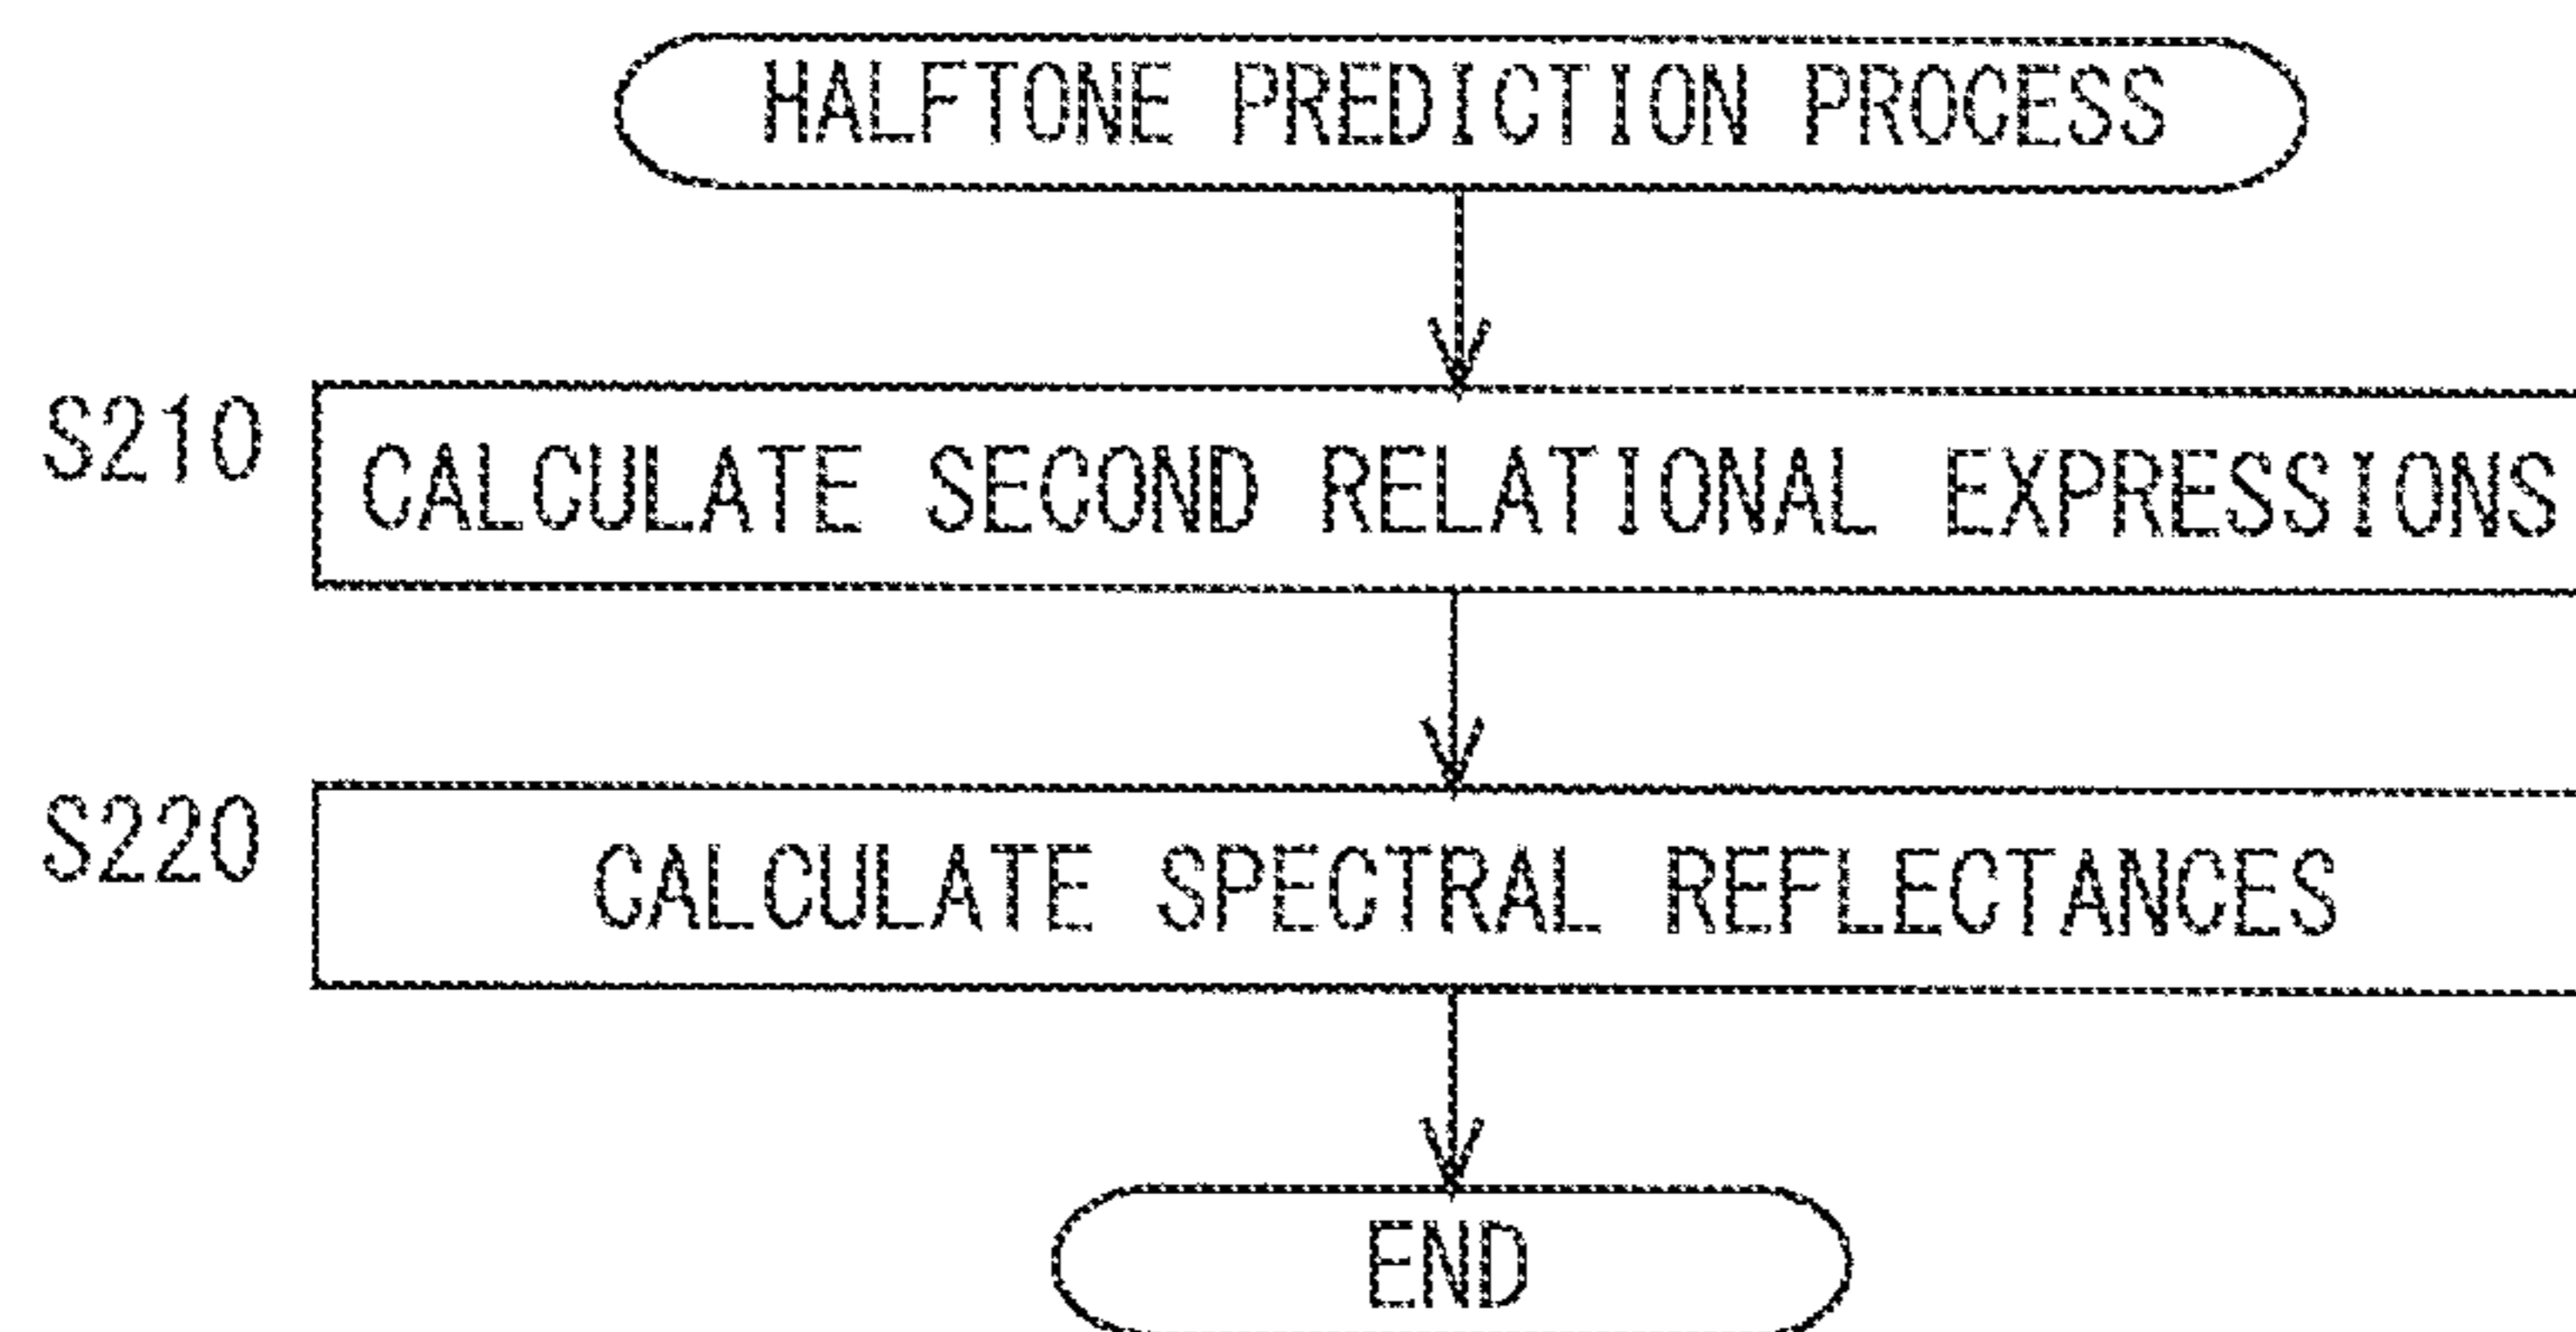 HALFTONE PREDICTION PROCESS
S210
CALCULATE SECOND RELATIONAL EXPRESSIONS
S220
CALCULATE SPECTRAL REFLECTANCES
END